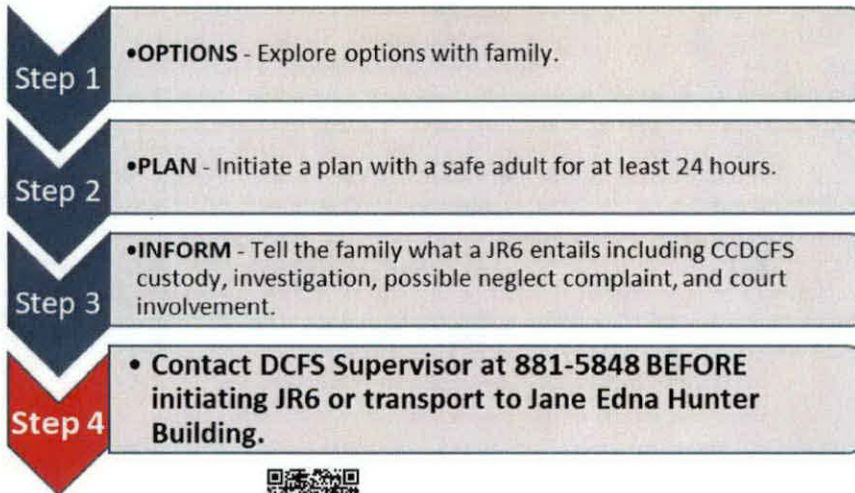 Step 1
•OPTIONS - Explore options with family.
Step 2
•PLAN - Initiate a plan with a safe adult for at least 24 hours.
Step 3
•INFORM - Tell the family what a JR6 entails including CCDCFS
custody, investigation, possible neglect complaint, and court
involvement.
Step 4
• Contact DCFS Supervisor at 881-5848 BEFORE
initiating JR6 or transport to Jane Edna Hunter
Building.